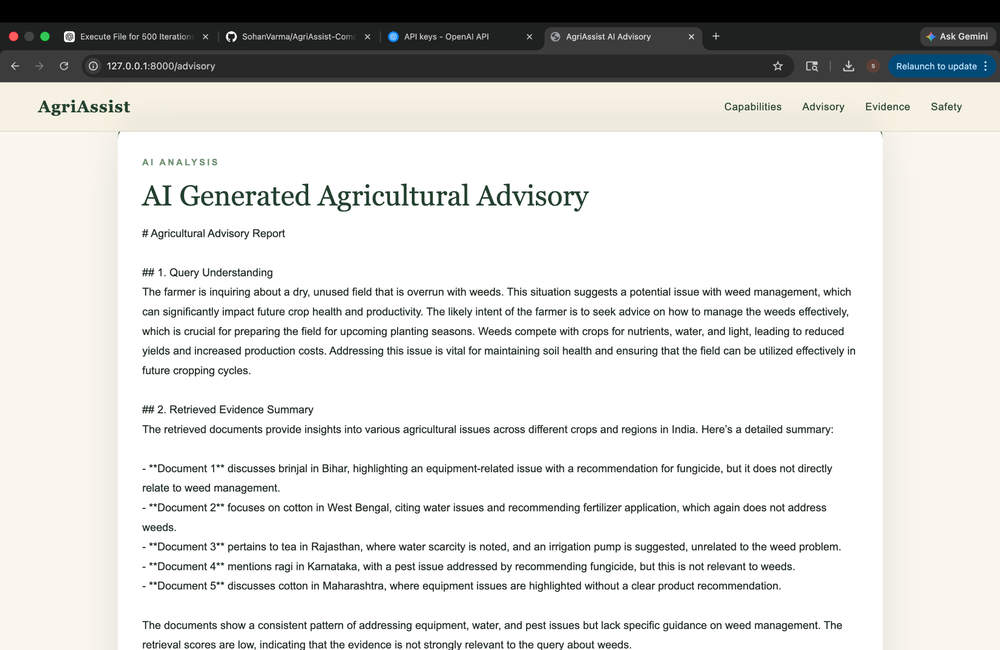 Execute File for 500 Iterations
SohanVarma/AgriAssist-Comp
API keys - OpenAI API
AgriAssist AI Advisory
Ask Gemini
127.0.0.1:8000/advisory
S
Relaunch to update
AgriAssist
Capabilities
Advisory
Evidence
Safety
AI ANALYSIS
AI Generated Agricultural Advisory
# Agricultural Advisory Report
## 1. Query Understanding
The farmer is inquiring about a dry, unused field that is overrun with weeds. This situation suggests a potential issue with weed management, which
can significantly impact future crop health and productivity. The likely intent of the farmer is to seek advice on how to manage the weeds effectively,
which is crucial for preparing the field for upcoming planting seasons. Weeds compete with crops for nutrients, water, and light, leading to reduced
yields and increased production costs. Addressing this issue is vital for maintaining soil health and ensuring that the field can be utilized effectively in
future cropping cycles.
## 2. Retrieved Evidence Summary
The retrieved documents provide insights into various agricultural issues across different crops and regions in India. Here’s a detailed summary:
- **Document 1** discusses brinjal in Bihar, highlighting an equipment-related issue with a recommendation for fungicide, but it does not directly
relate to weed management.
- **Document 2** focuses on cotton in West Bengal, citing water issues and recommending fertilizer application, which again does not address
weeds.
- **Document 3** pertains to tea in Rajasthan, where water scarcity is noted, and an irrigation pump is suggested, unrelated to the weed problem.
- **Document 4** mentions ragi in Karnataka, with a pest issue addressed by recommending fungicide, but this is not relevant to weeds.
- **Document 5** discusses cotton in Maharashtra, where equipment issues are highlighted without a clear product recommendation.
The documents show a consistent pattern of addressing equipment, water, and pest issues but lack specific guidance on weed management. The
retrieval scores are low, indicating that the evidence is not strongly relevant to the query about weeds.